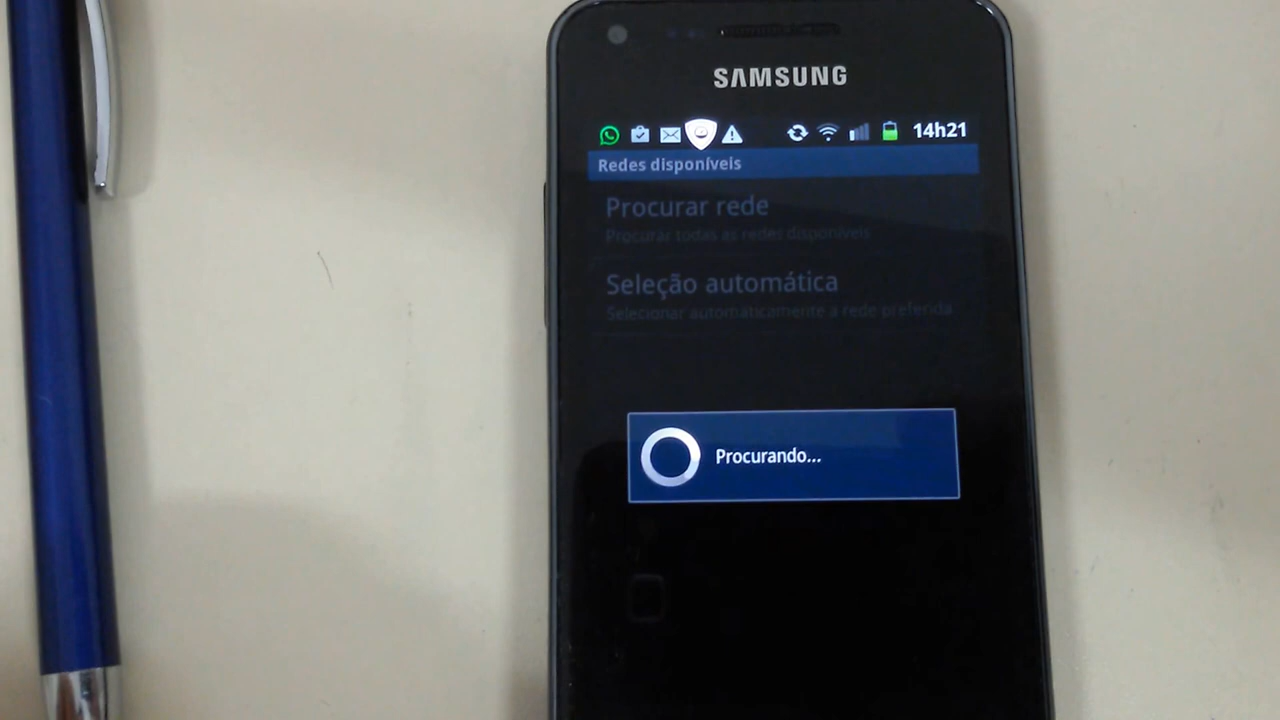 SAMSUNG
14h21
Redes disponíveis
Procurar rede
Procurar todas as redes disponíveis
Seleção automática
Selecionar automaticamente a rede preferida
Procurando...